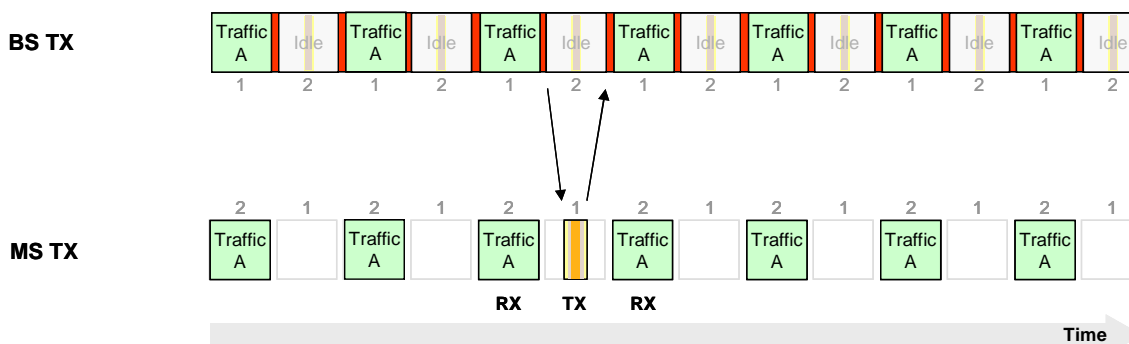 BS TX
Traffic A Idle Traffic A Idle Traffic A Idle Traffic A Idle Traffic A Idle Traffic A Idle Traffic A Idle
1 2 1 2 1 2 1 2 1 2 1 2 1 2
2 1 2 1 2 1 2 1 2 1 2 1 2 1
MS TX
Traffic A Traffic A Traffic A Traffic A Traffic A Traffic A Traffic A
RX TX RX
Time